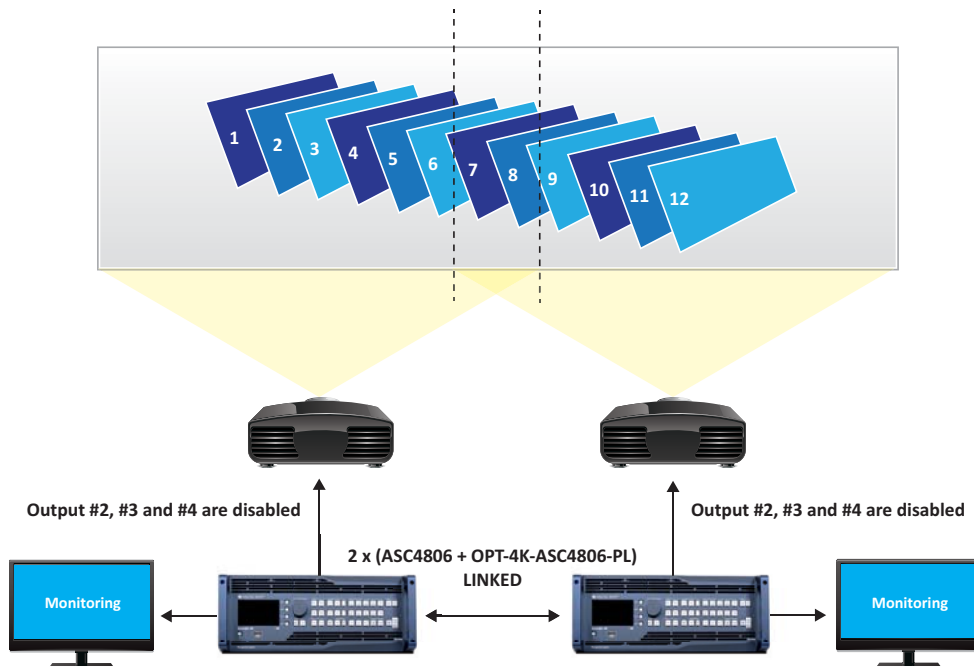 1
2
3
4
5
6
7
8
9
10
11
12
Output #2, #3 and #4 are disabled
Output #2, #3 and #4 are disabled
2 x (ASC4806 + OPT-4K-ASC4806-PL)
LINKED
Monitoring
Monitoring